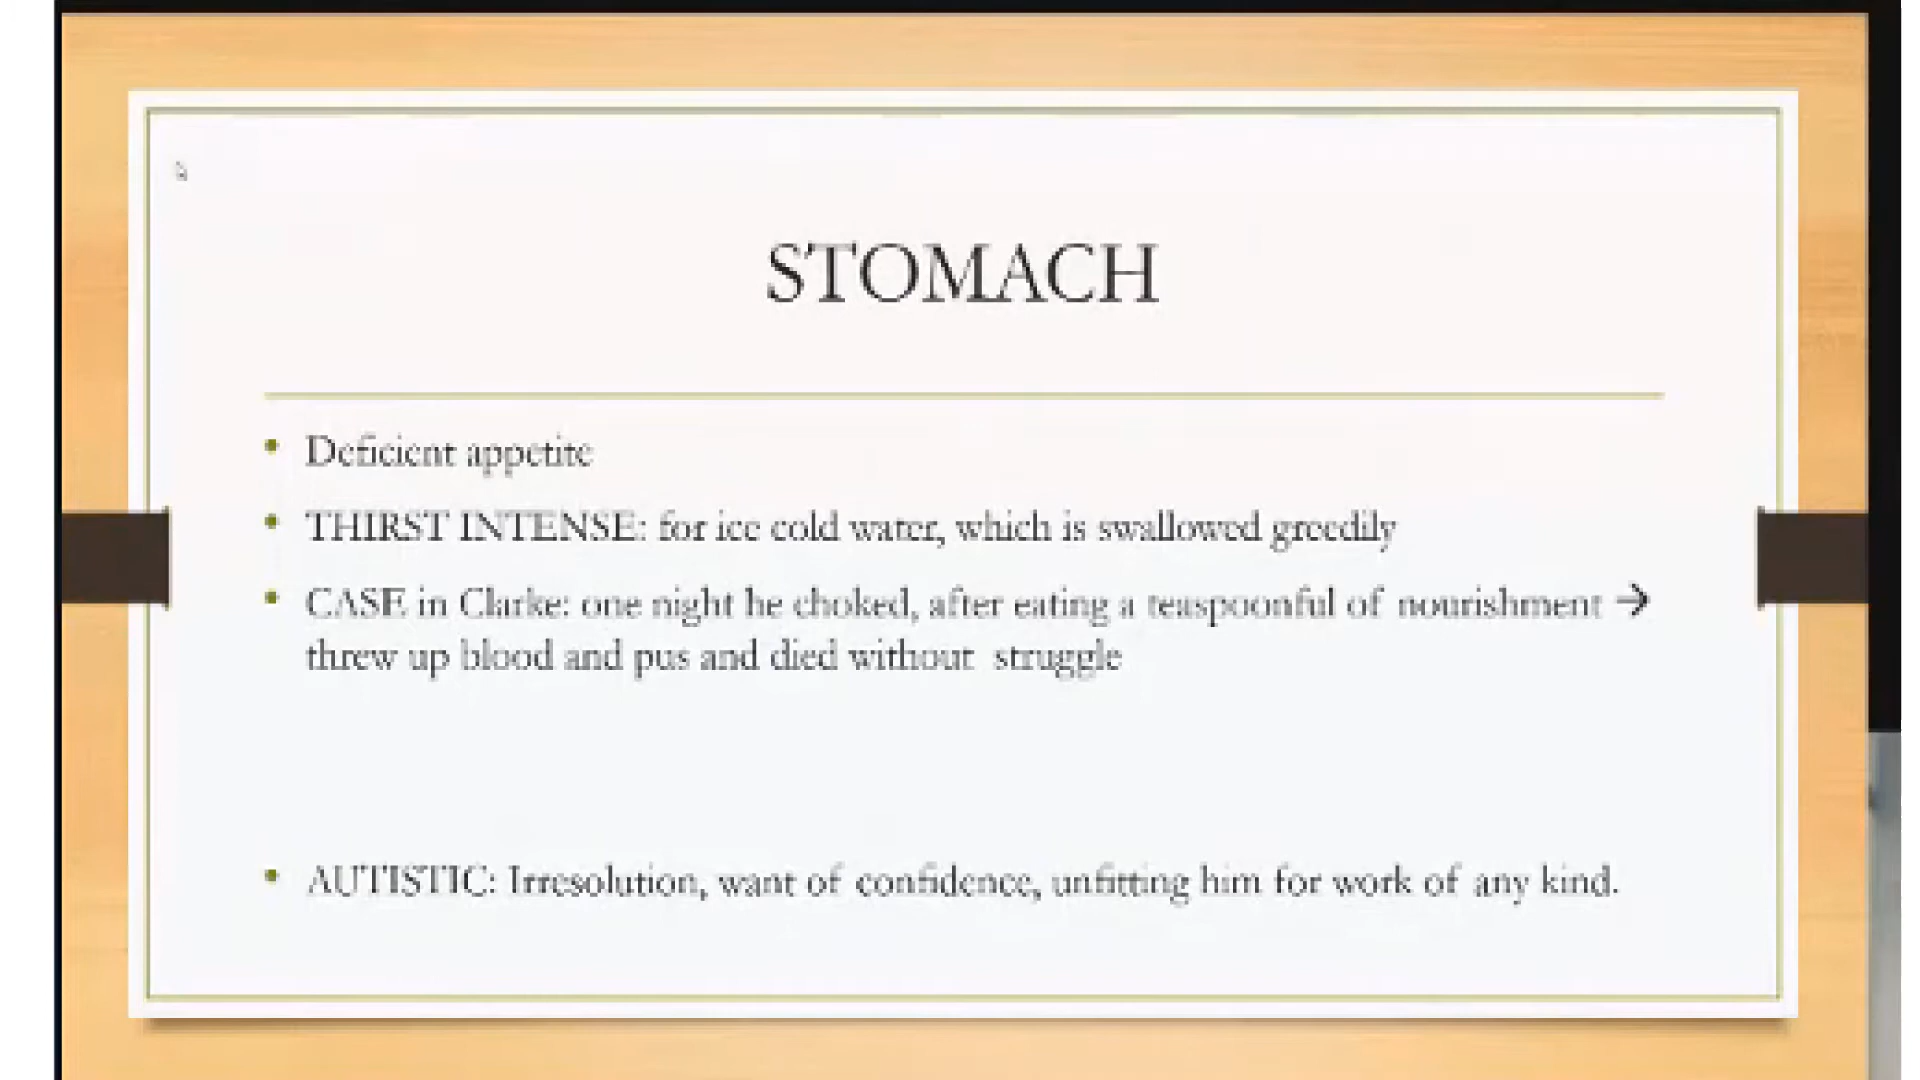 STOMACH
• Deficient appetite
• THIRST INTENSE: for ice cold water, which is swallowed greedily
• CASE in Clarke: one night he choked, after eating a teaspoonful of nourishment →
threw up blood and pus and died without struggle
• AUTISTIC: Irresolution, want of confidence, unfitting him for work of any kind.